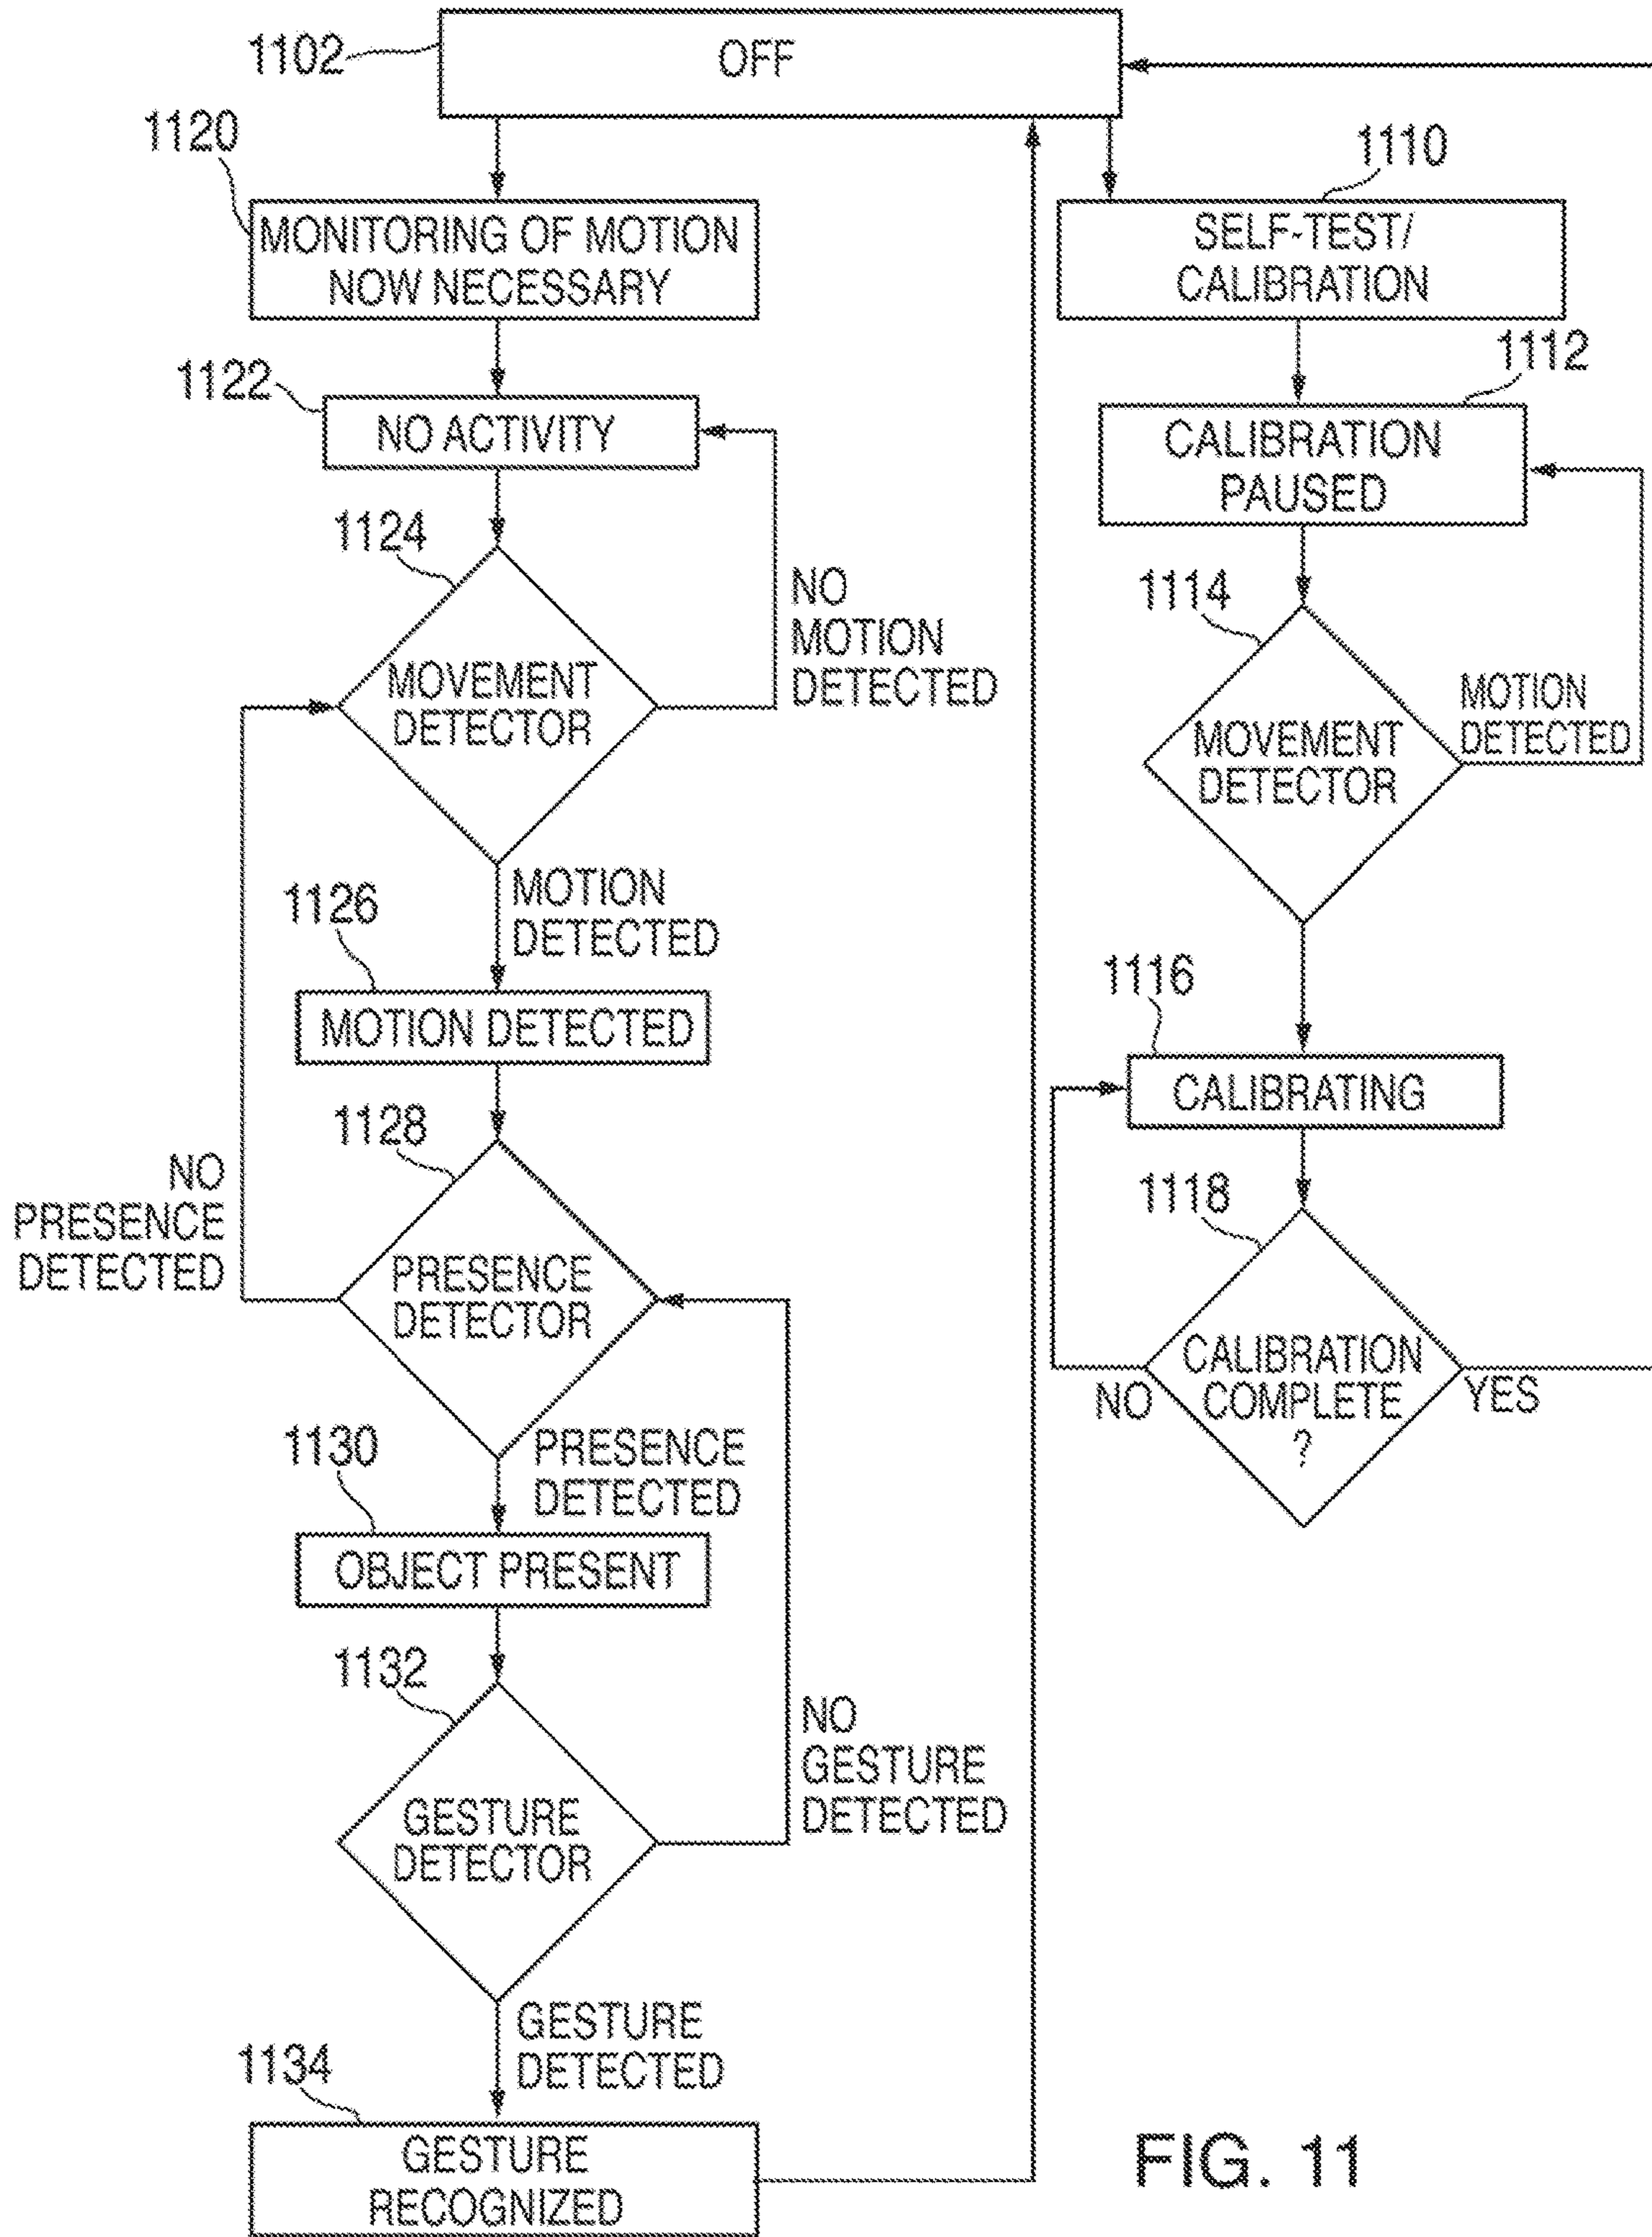 1102
OFF
1120
MONITORING OF MOTION
NOW NECESSARY
1122
NO ACTIVITY
1124
MOVEMENT
DETECTOR
NO
MOTION
DETECTED
MOTION
DETECTED
1126
MOTION DETECTED
1128
PRESENCE
DETECTOR
NO
PRESENCE
DETECTED
PRESENCE
DETECTED
1130
OBJECT PRESENT
1132
GESTURE
DETECTOR
NO
GESTURE
DETECTED
GESTURE
DETECTED
1134
GESTURE
RECOGNIZED
1110
SELF-TEST/
CALIBRATION
1112
CALIBRATION
PAUSED
1114
MOVEMENT
DETECTOR
MOTION
DETECTED
1116
CALIBRATING
1118
CALIBRATION
COMPLETE
?
NO
YES
FIG. 11